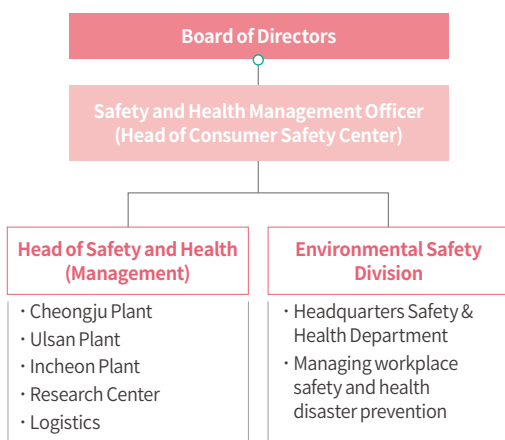 Board of Directors
Safety and Health Management Officer
(Head of Consumer Safety Center)
Head of Safety and Health
(Management)
· Cheongju Plant
· Ulsan Plant
· Incheon Plant
· Research Center
· Logistics
Environmental Safety
Division
· Headquarters Safety &
Health Department
· Managing workplace
safety and health
disaster prevention